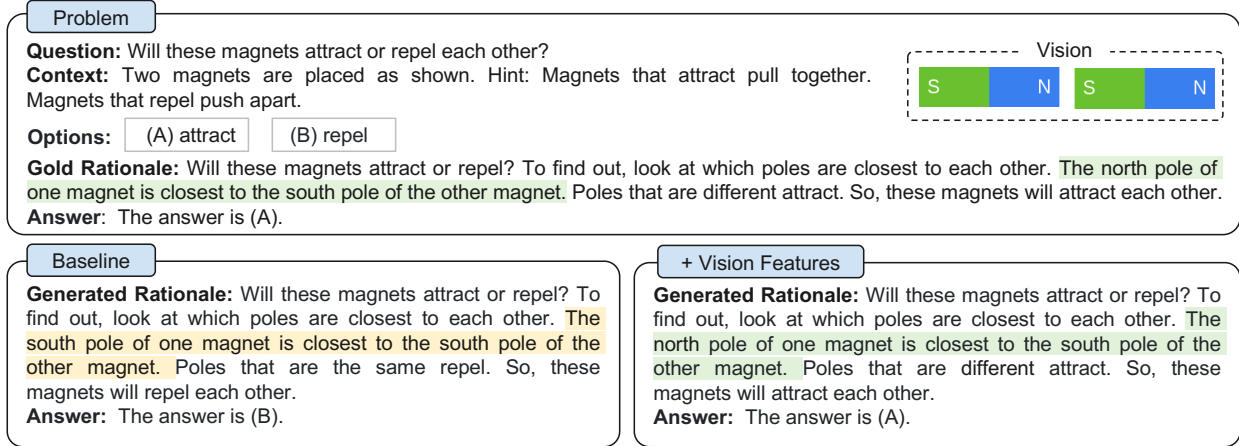 Problem
Question: Will these magnets attract or repel each other?
Context: Two magnets are placed as shown. Hint: Magnets that attract pull together.
Magnets that repel push apart.
Vision
S N S N
Options: (A) attract (B) repel
Gold Rationale: Will these magnets attract or repel? To find out, look at which poles are closest to each other. The north pole of
one magnet is closest to the south pole of the other magnet. Poles that are different attract. So, these magnets will attract each other.
Answer: The answer is (A).
Baseline
Generated Rationale: Will these magnets attract or repel? To
find out, look at which poles are closest to each other. The
south pole of one magnet is closest to the south pole of the
other magnet. Poles that are the same repel. So, these
magnets will repel each other.
Answer: The answer is (B).
+ Vision Features
Generated Rationale: Will these magnets attract or repel? To
find out, look at which poles are closest to each other. The
north pole of one magnet is closest to the south pole of the
other magnet. Poles that are different attract. So, these
magnets will attract each other.
Answer: The answer is (A).